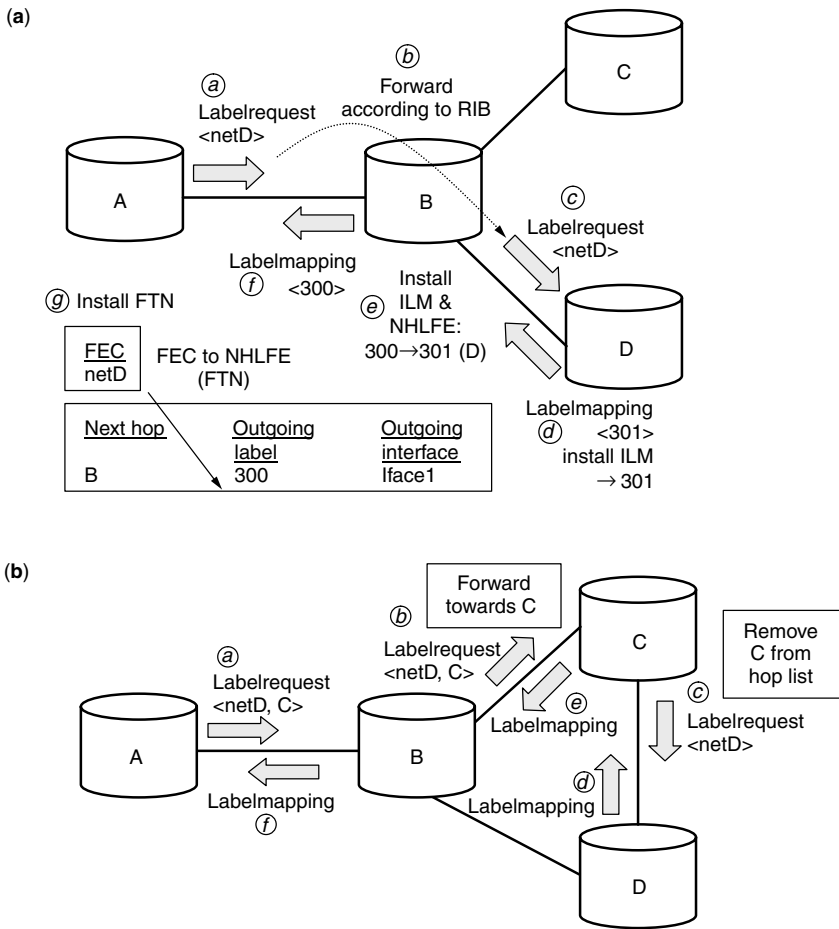 (a)
C
b
Forward
according to RIB
a
Labelrequest
<netD>
A
B
c
Labelrequest
<netD>
Labelmapping
f <300>
e Install
ILM &
NHLFE:
300→301 (D)
D
Labelmapping
d <301>
install ILM
→ 301
g Install FTN
FEC
netD
FEC to NHLFE
(FTN)
Next hop Outgoing label Outgoing interface
B 300 Iface1
(b)
Forward
towards C
b
Labelrequest
<netD, C>
C
Remove
C from
hop list
a
Labelrequest
<netD, C>
e
Labelmapping
c
Labelrequest
<netD>
A
B
Labelmapping
f
d
Labelmapping
D